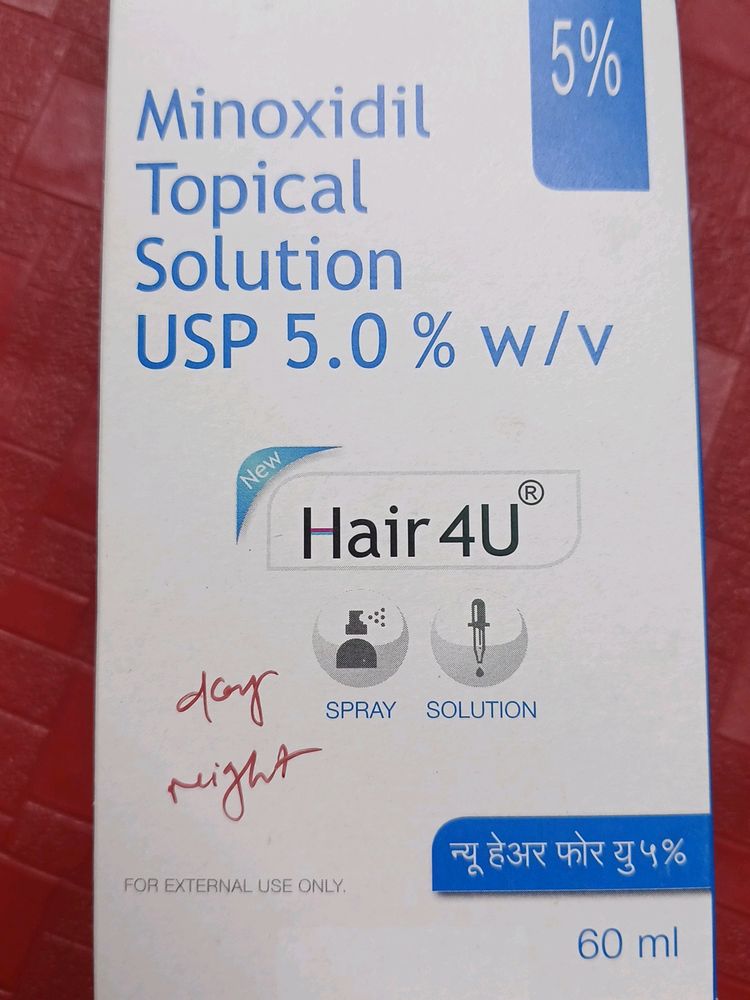 5%
Minoxidil
Topical
Solution
USP 5.0 % w/v
New
Hair 4U®
SPRAY SOLUTION
day
night
न्यू हेअर फोर यु ५%
FOR EXTERNAL USE ONLY.
60 ml